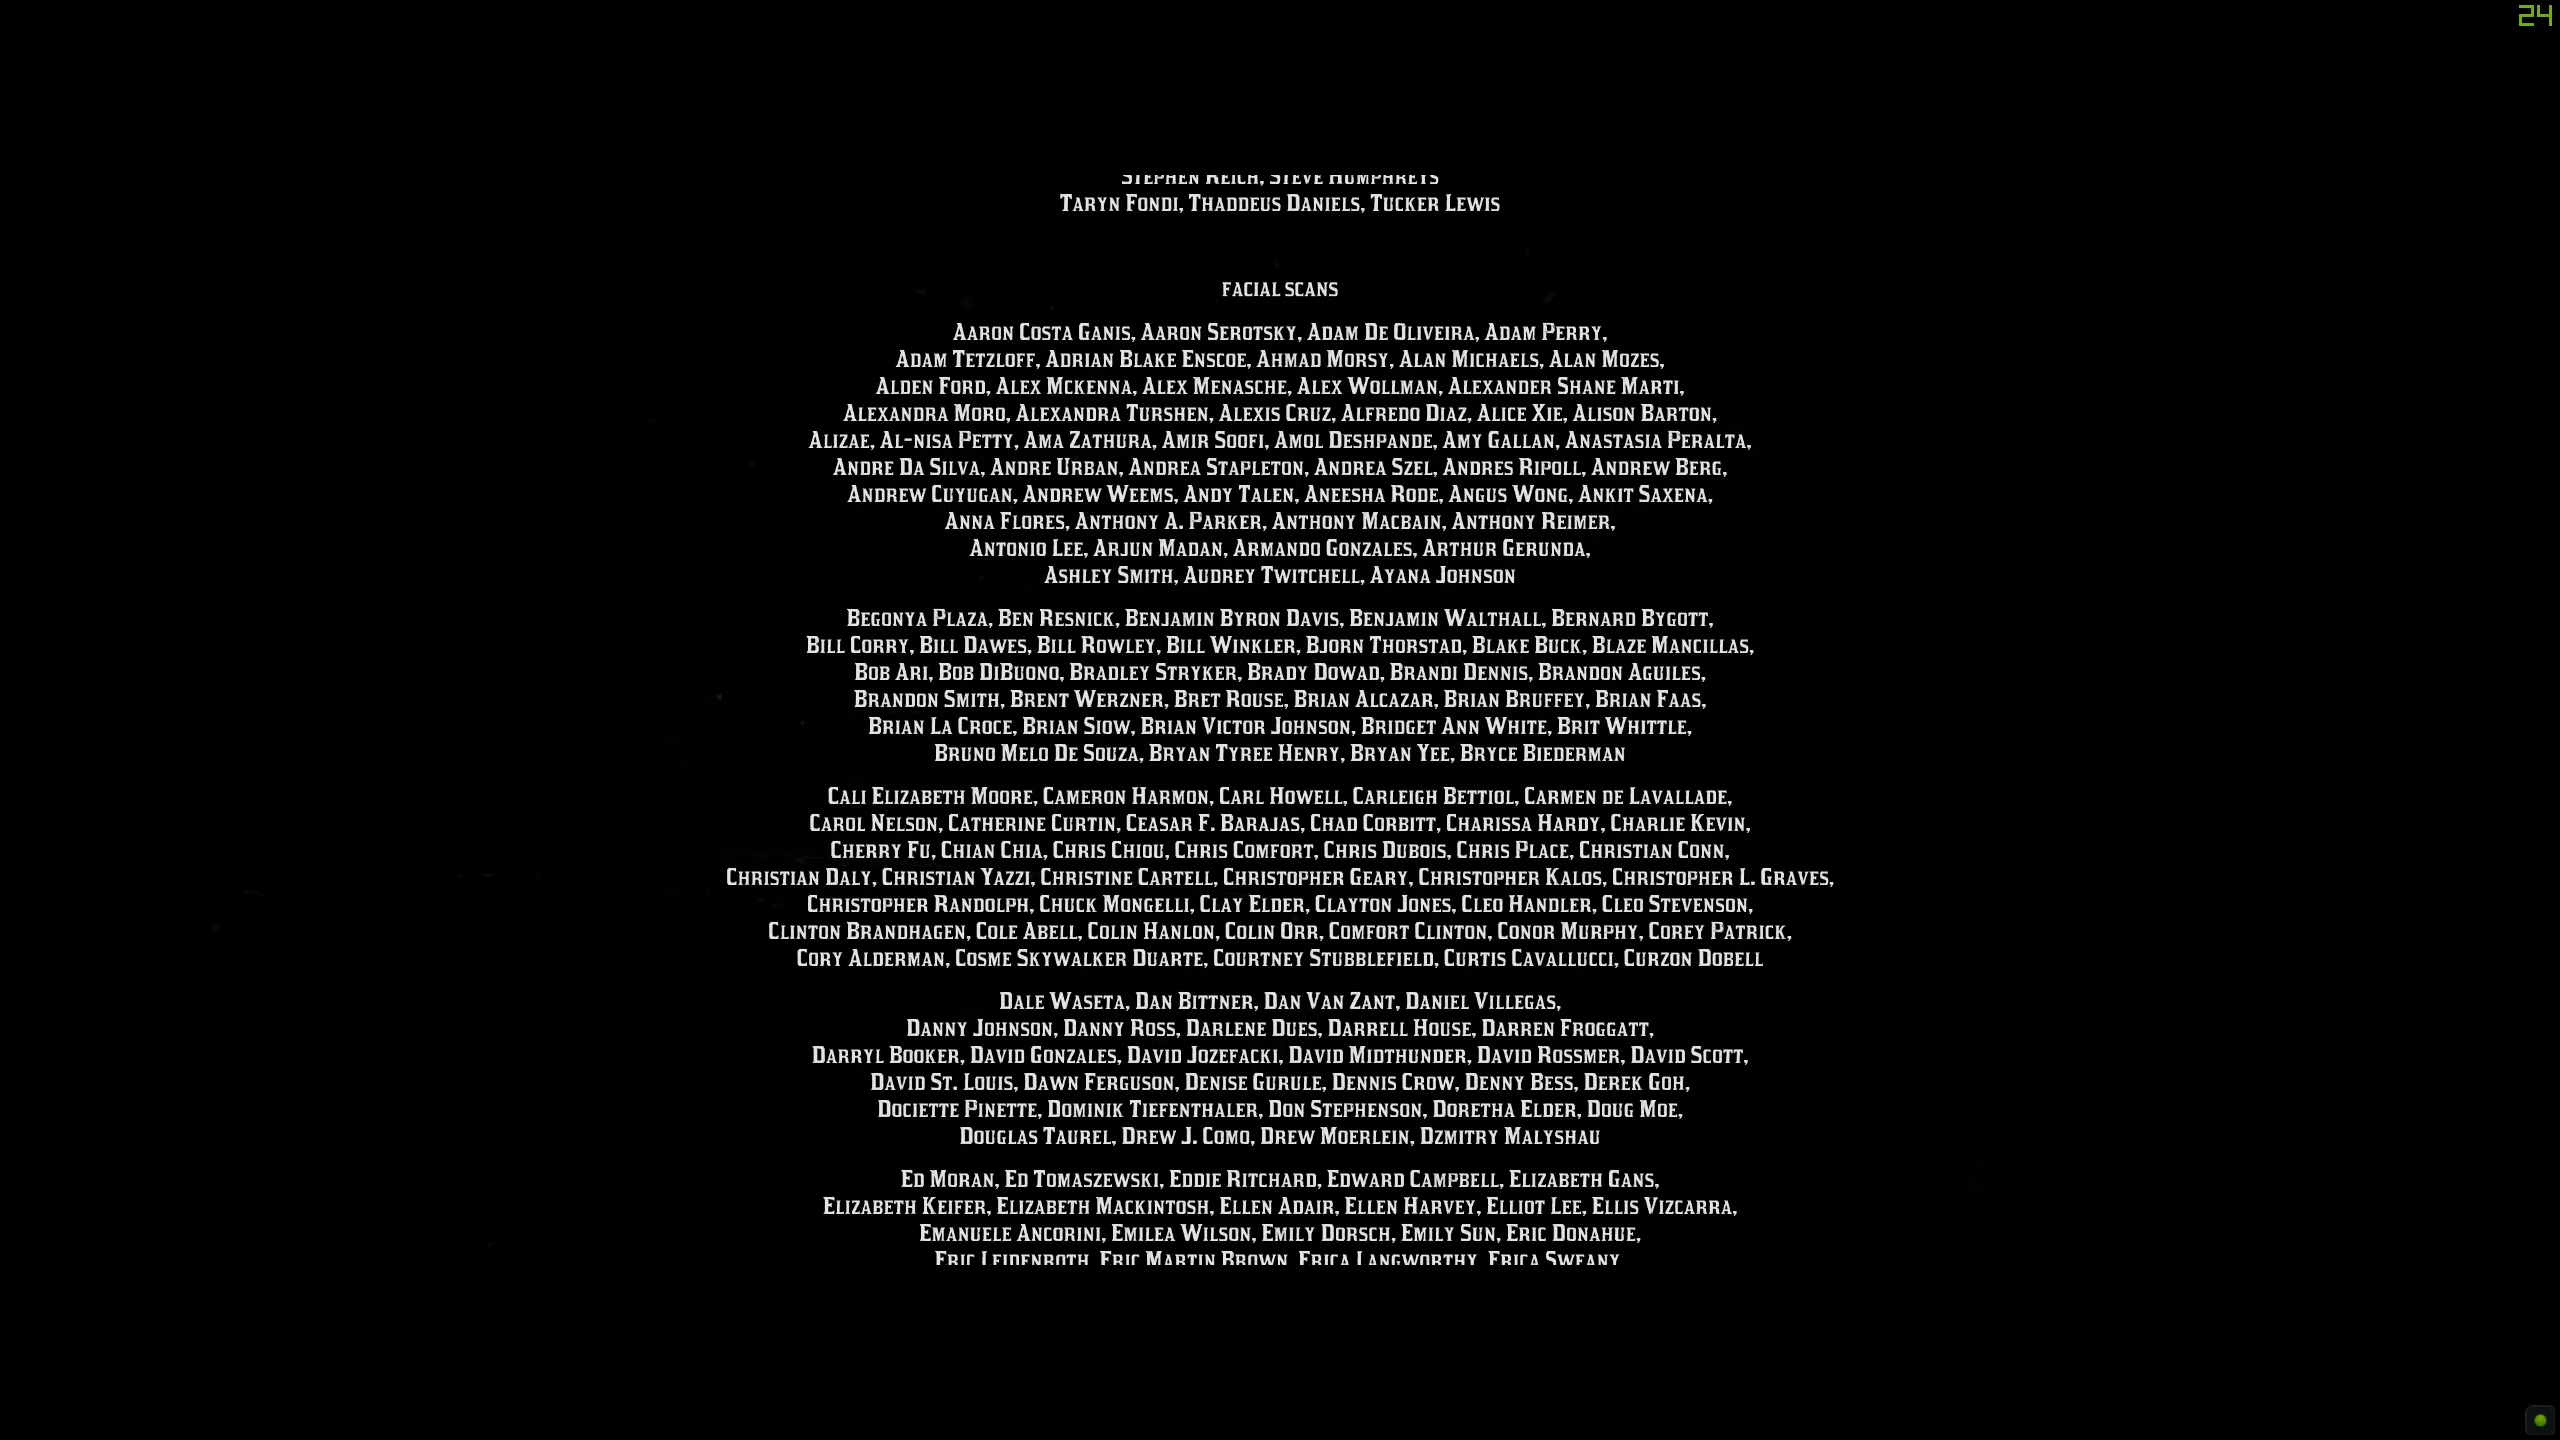 24
Stephen Reich, Steve Humphreys
Taryn Fondi, Thaddeus Daniels, Tucker Lewis
FACIAL SCANS
Aaron Costa Ganis, Aaron Serotsky, Adam De Oliveira, Adam Perry,
Adam Tetzloff, Adrian Blake Enscoe, Ahmad Morsy, Alan Michaels, Alan Mozes,
Alden Ford, Alex Mckenna, Alex Menasche, Alex Wollman, Alexander Shane Marti,
Alexandra Moro, Alexandra Turshen, Alexis Cruz, Alfredo Diaz, Alice Xie, Alison Barton,
Alizae, Al-nisa Petty, Ama Zathura, Amir Soofi, Amol Deshpande, Amy Gallan, Anastasia Peralta,
Andre Da Silva, Andre Urban, Andrea Stapleton, Andrea Szel, Andres Ripoll, Andrew Berg,
Andrew Cuyugan, Andrew Weems, Andy Talen, Aneesha Rode, Angus Wong, Ankit Saxena,
Anna Flores, Anthony A. Parker, Anthony Macbain, Anthony Reimer,
Antonio Lee, Arjun Madan, Armando Gonzales, Arthur Gerunda,
Ashley Smith, Audrey Twitchell, Ayana Johnson
Begonya Plaza, Ben Resnick, Benjamin Byron Davis, Benjamin Walthall, Bernard Bygott,
Bill Corry, Bill Dawes, Bill Rowley, Bill Winkler, Bjorn Thorstad, Blake Buck, Blaze Mancillas,
Bob Ari, Bob DiBuono, Bradley Stryker, Brady Dowad, Brandi Dennis, Brandon Aguiles,
Brandon Smith, Brent Werzner, Bret Rouse, Brian Alcazar, Brian Bruffey, Brian Faas,
Brian La Croce, Brian Siow, Brian Victor Johnson, Bridget Ann White, Brit Whittle,
Bruno Melo De Souza, Bryan Tyree Henry, Bryan Yee, Bryce Biederman
Cali Elizabeth Moore, Cameron Harmon, Carl Howell, Carleigh Bettiol, Carmen de Lavallade,
Carol Nelson, Catherine Curtin, Ceasar F. Barajas, Chad Corbitt, Charissa Hardy, Charlie Kevin,
Cherry Fu, Chian Chia, Chris Chiou, Chris Comfort, Chris Dubois, Chris Place, Christian Conn,
Christian Daly, Christian Yazzi, Christine Cartell, Christopher Geary, Christopher Kalos, Christopher L. Graves,
Christopher Randolph, Chuck Mongelli, Clay Elder, Clayton Jones, Cleo Handler, Cleo Stevenson,
Clinton Brandhagen, Cole Abell, Colin Hanlon, Colin Orr, Comfort Clinton, Conor Murphy, Corey Patrick,
Cory Alderman, Cosme Skywalker Duarte, Courtney Stubblefield, Curtis Cavallucci, Curzon Dobell
Dale Waseta, Dan Bittner, Dan Van Zant, Daniel Villegas,
Danny Johnson, Danny Ross, Darlene Dues, Darrell House, Darren Froggatt,
Darryl Booker, David Gonzales, David Jozefacki, David Midthunder, David Rossmer, David Scott,
David St. Louis, Dawn Ferguson, Denise Gurule, Dennis Crow, Denny Bess, Derek Goh,
Dociette Pinette, Dominik Tiefenthaler, Don Stephenson, Doretha Elder, Doug Moe,
Douglas Taurel, Drew J. Como, Drew Moerlein, Dzmitry Malyshau
Ed Moran, Ed Tomaszewski, Eddie Ritchard, Edward Campbell, Elizabeth Gans,
Elizabeth Keifer, Elizabeth Mackintosh, Ellen Adair, Ellen Harvey, Elliot Lee, Ellis Vizcarra,
Emanuele Ancorini, Emilea Wilson, Emily Dorsch, Emily Sun, Eric Donahue,
Eric Leidenroth, Eric Martin Brown, Erica Langworthy, Erica Sweany